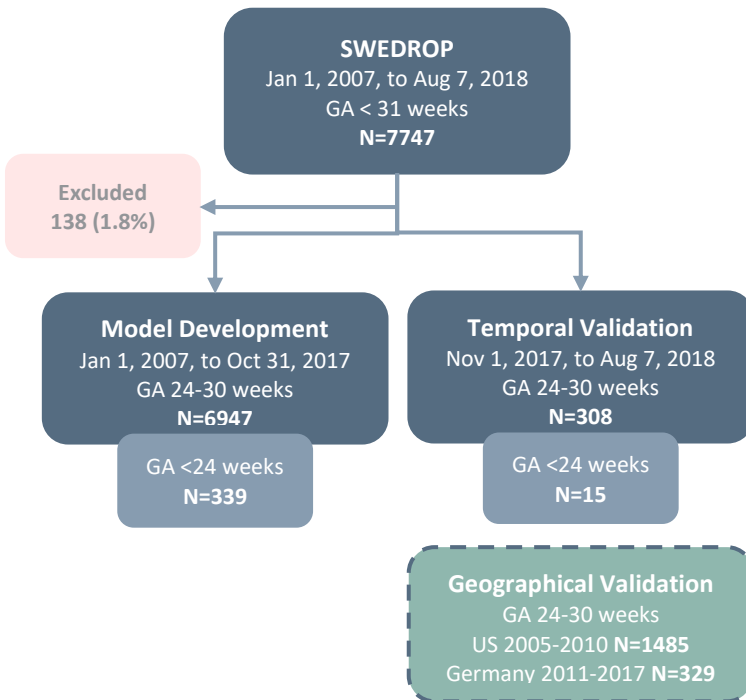 SWEDROP
Jan 1, 2007, to Aug 7, 2018
GA < 31 weeks
N=7747
Excluded
138 (1.8%)
Model Development
Jan 1, 2007, to Oct 31, 2017
GA 24-30 weeks
N=6947
GA <24 weeks
N=339
Temporal Validation
Nov 1, 2017, to Aug 7, 2018
GA 24-30 weeks
N=308
GA <24 weeks
N=15
Geographical Validation
GA 24-30 weeks
US 2005-2010 N=1485
Germany 2011-2017 N=329